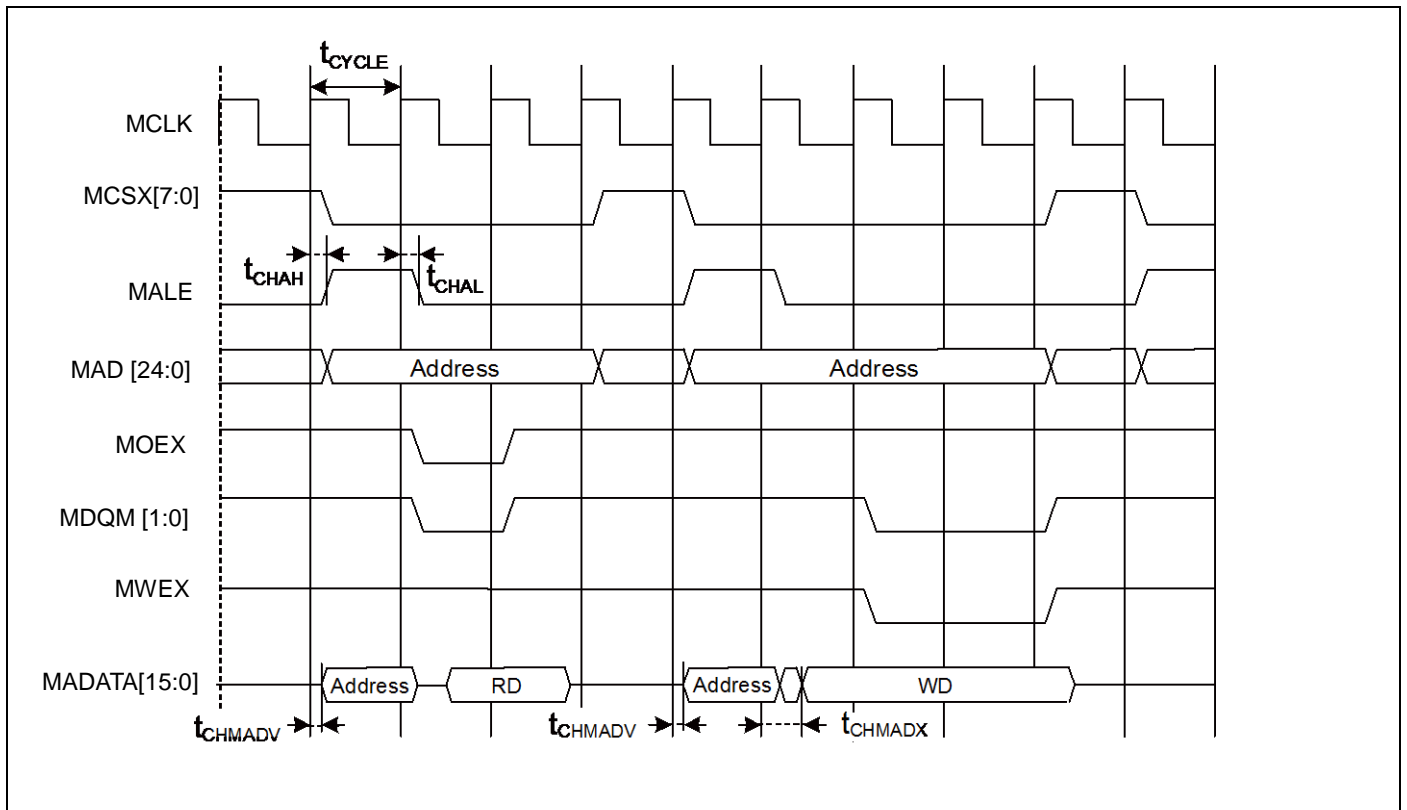 tCYCLE
MCLK
MCSX[7:0]
tCHAH
tCHAL
MALE
MAD [24:0]
Address
Address
MOEX
MDQM [1:0]
MWEX
MADATA[15:0]
Address
RD
Address
WD
tCHMADV
tCHMADV
tCHMADX